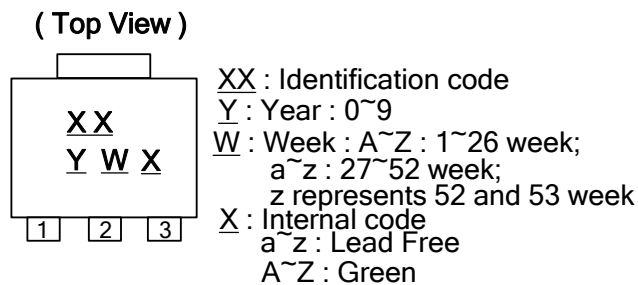 ( Top View )
XX
Y W X
1 2 3
XX : Identification code
Y : Year : 0~9
W : Week : A~Z : 1~26 week;
a~z : 27~52 week;
z represents 52 and 53 week
X : Internal code
a~z : Lead Free
A~Z : Green